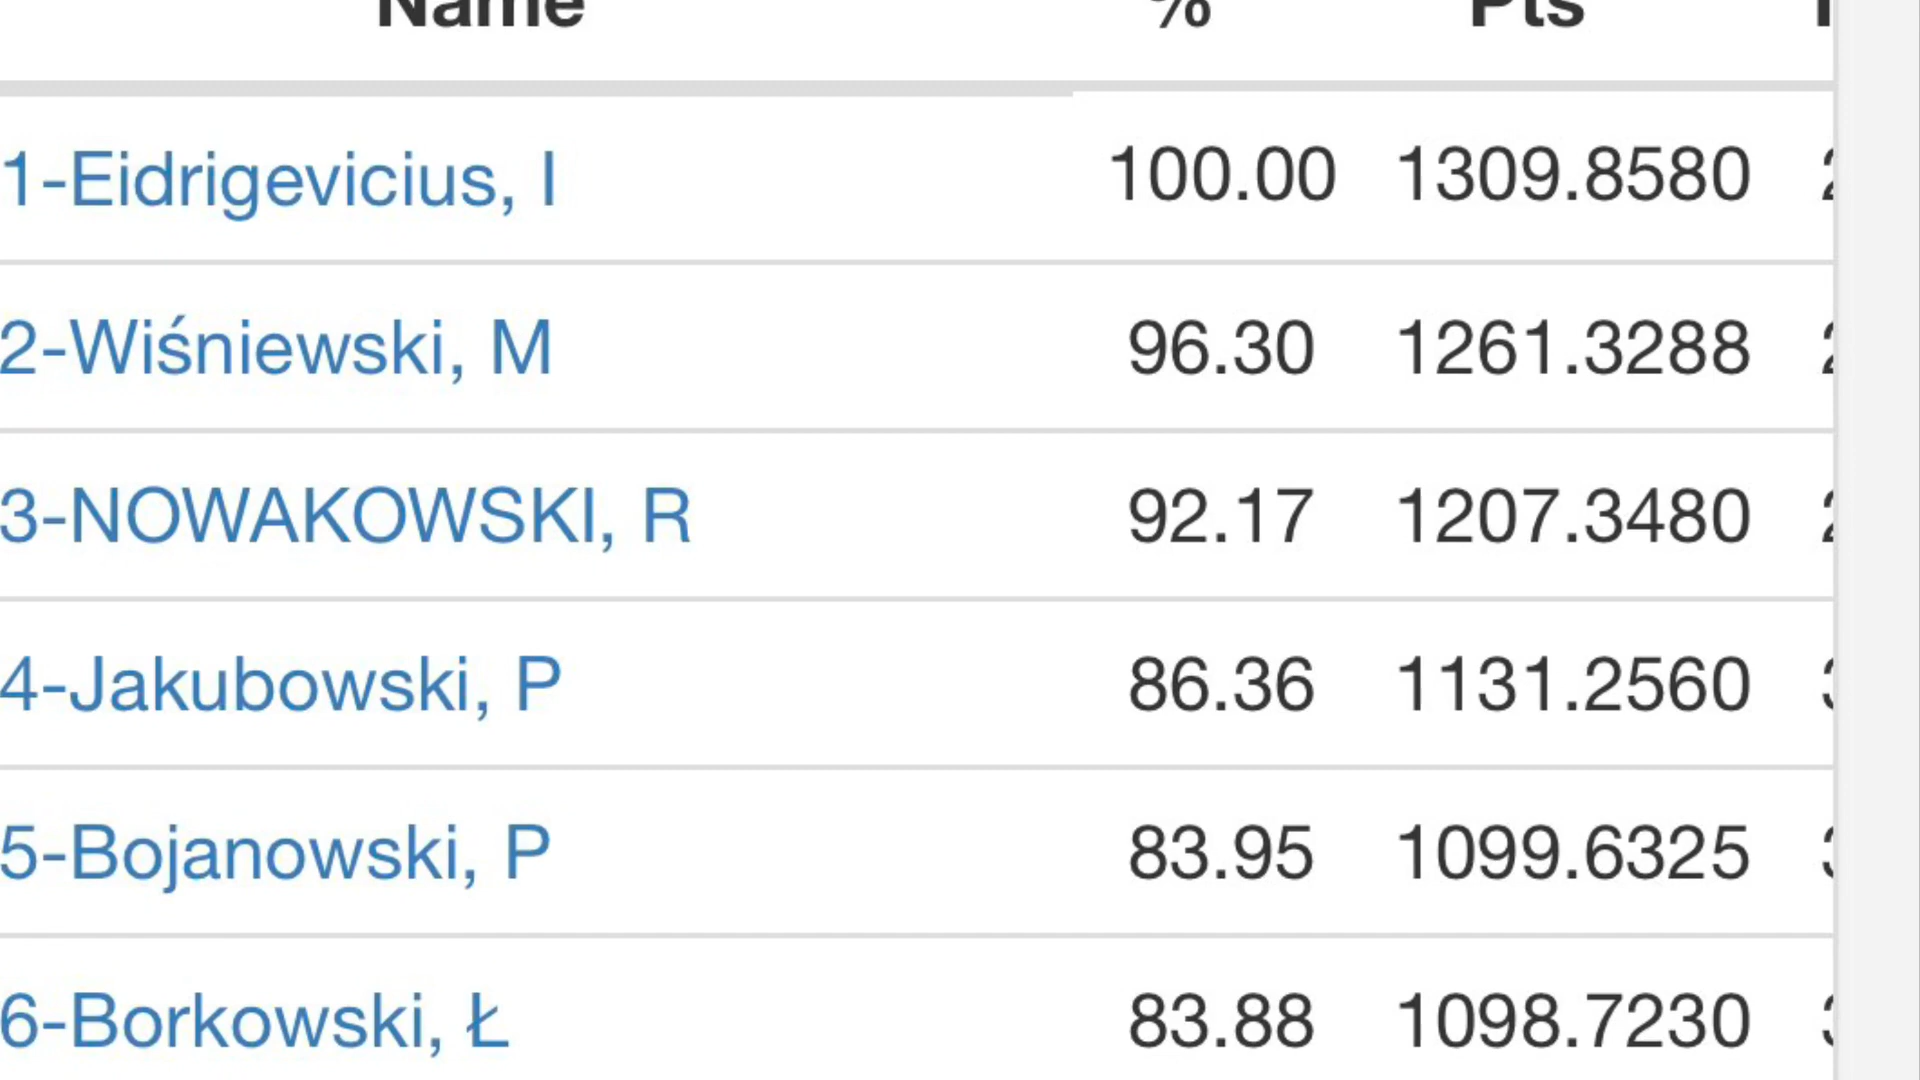 Name % Pts
1-Eidrigevicius, I 100.00 1309.8580
2-Wiśniewski, M 96.30 1261.3288
3-NOWAKOWSKI, R 92.17 1207.3480
4-Jakubowski, P 86.36 1131.2560
5-Bojanowski, P 83.95 1099.6325
6-Borkowski, Ł 83.88 1098.7230